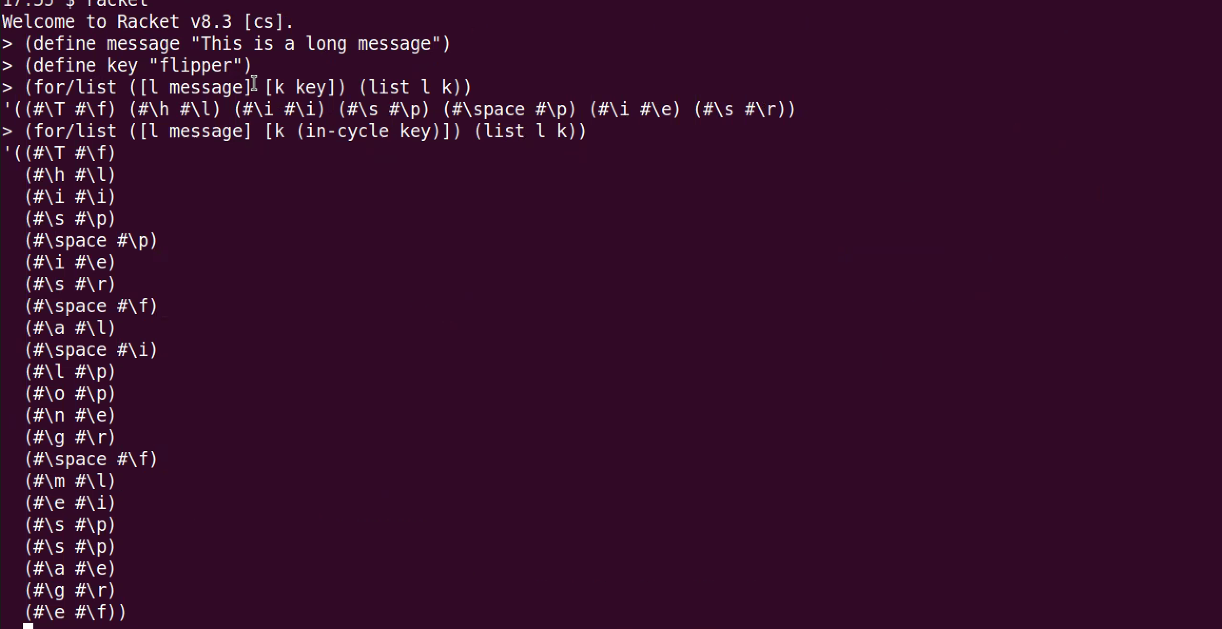 17:55 $ racket
Welcome to Racket v8.3 [cs].
> (define message "This is a long message")
> (define key "flipper")
> (for/list ([l message] [k key]) (list l k))
'((#\T #\f) (#\h #\l) (#\i #\i) (#\s #\p) (#\space #\p) (#\i #\e) (#\s #\r))
> (for/list ([l message] [k (in-cycle key)]) (list l k))
'((#\T #\f)
(#\h #\l)
(#\i #\i)
(#\s #\p)
(#\space #\p)
(#\i #\e)
(#\s #\r)
(#\space #\f)
(#\a #\l)
(#\space #\i)
(#\l #\p)
(#\o #\p)
(#\n #\e)
(#\g #\r)
(#\space #\f)
(#\m #\l)
(#\e #\i)
(#\s #\p)
(#\s #\p)
(#\a #\e)
(#\g #\r)
(#\e #\f))